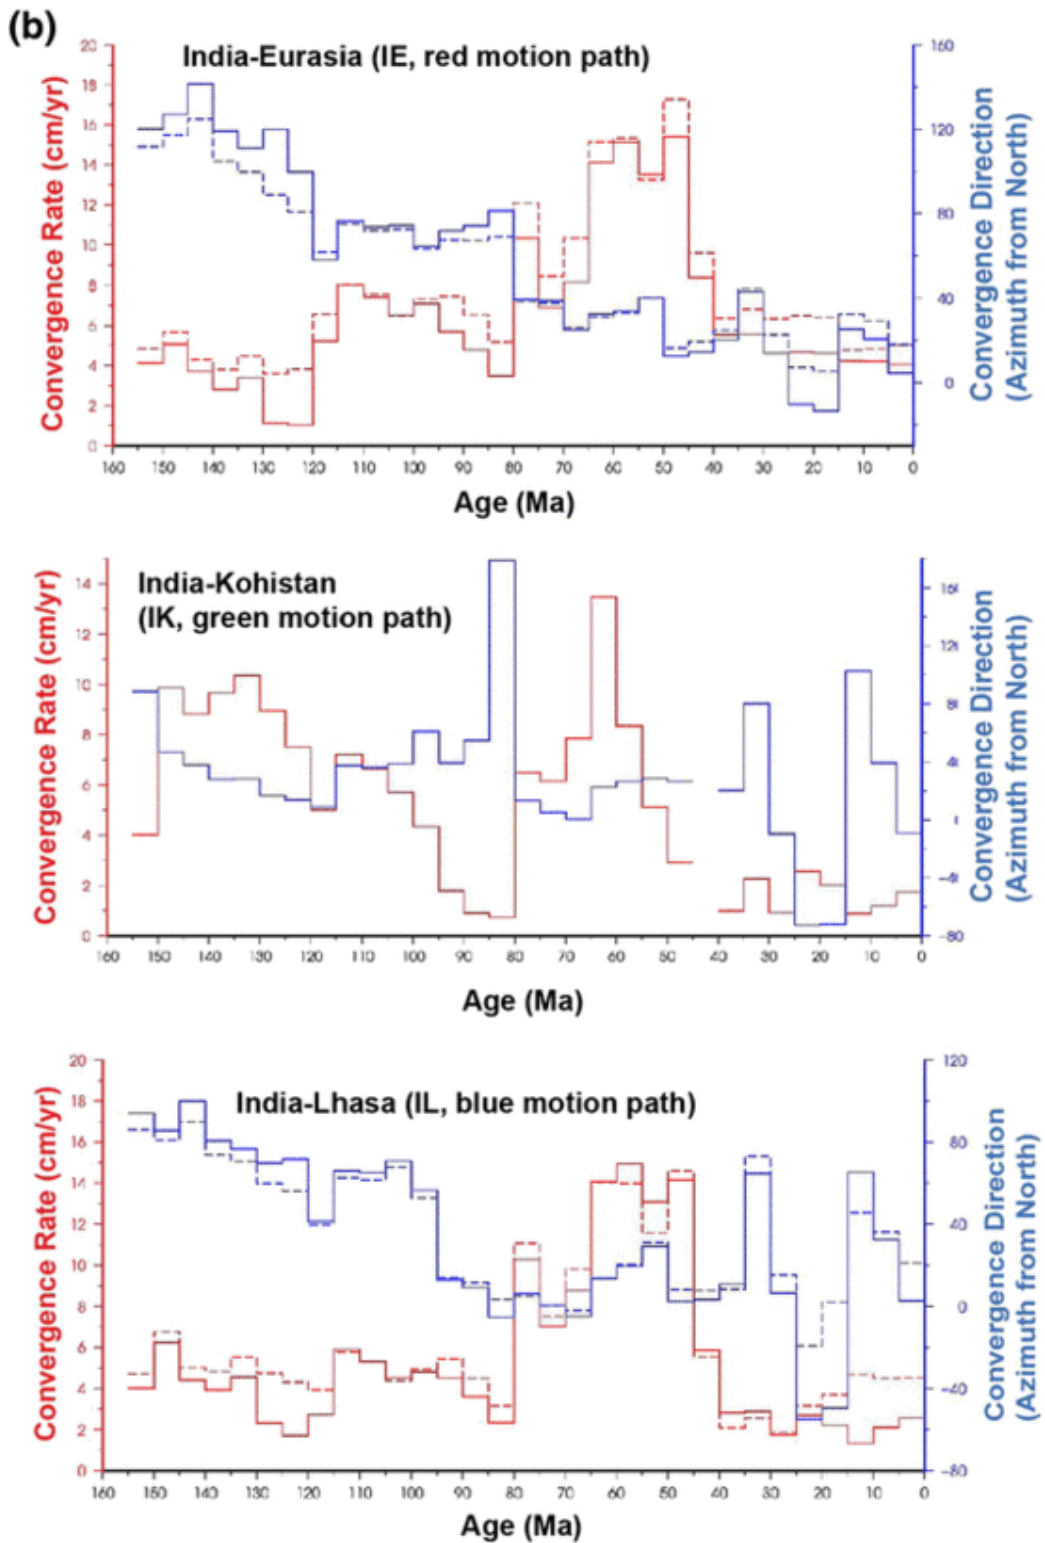 (b)
India-Eurasia (IE, red motion path)
Convergence Rate (cm/yr)
20
18
16
14
12
10
8
6
4
2
0
160
120
80
40
0
Convergence Direction
(Azimuth from North)
160 150 140 130 120 110 100 90 80 70 60 50 40 30 20 10 0
Age (Ma)
India-Kohistan
(IK, green motion path)
Convergence Rate (cm/yr)
14
12
10
8
6
4
2
0
-80
Convergence Direction
(Azimuth from North)
160 150 140 130 120 110 100 90 80 70 60 50 40 30 20 10 0
Age (Ma)
India-Lhasa (IL, blue motion path)
Convergence Rate (cm/yr)
20
18
16
14
12
10
8
6
4
2
0
120
80
40
0
-40
-80
Convergence Direction
(Azimuth from North)
160 150 140 130 120 110 100 90 80 70 60 50 40 30 20 10 0
Age (Ma)